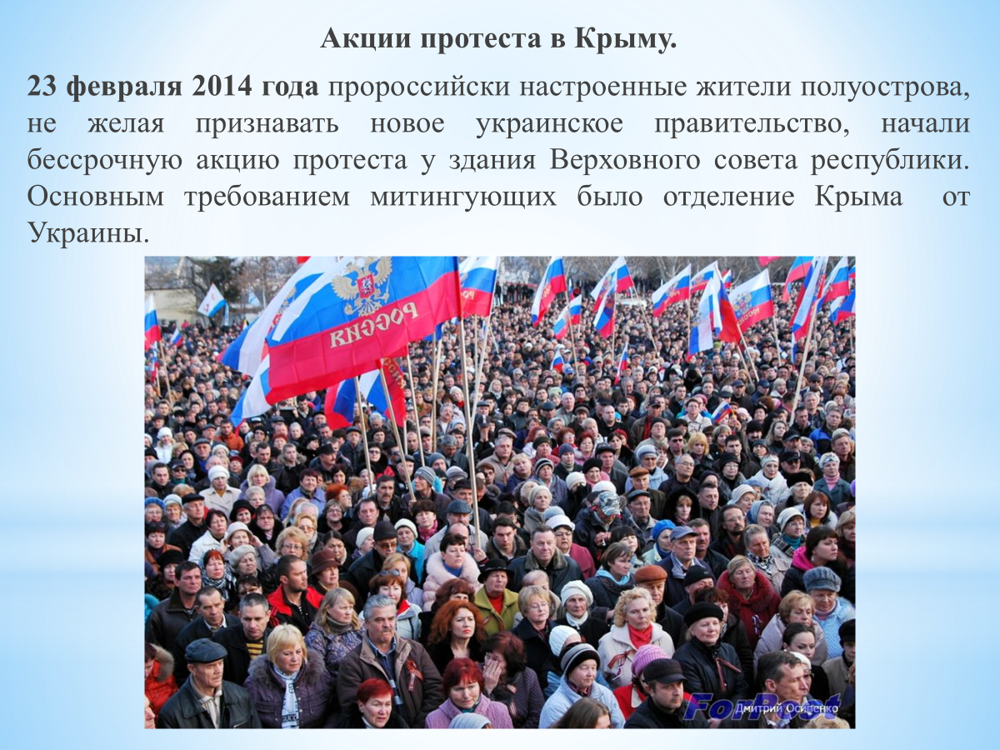 Акции протеста в Крыму.
23 февраля 2014 года пророссийски настроенные жители полуострова,
не желая признавать новое украинское правительство, начали
бессрочную акцию протеста у здания Верховного совета республики.
Основным требованием митингующих было отделение Крыма от
Украины.
РОССИЯ
ForPost
Дмитрий Осипенко